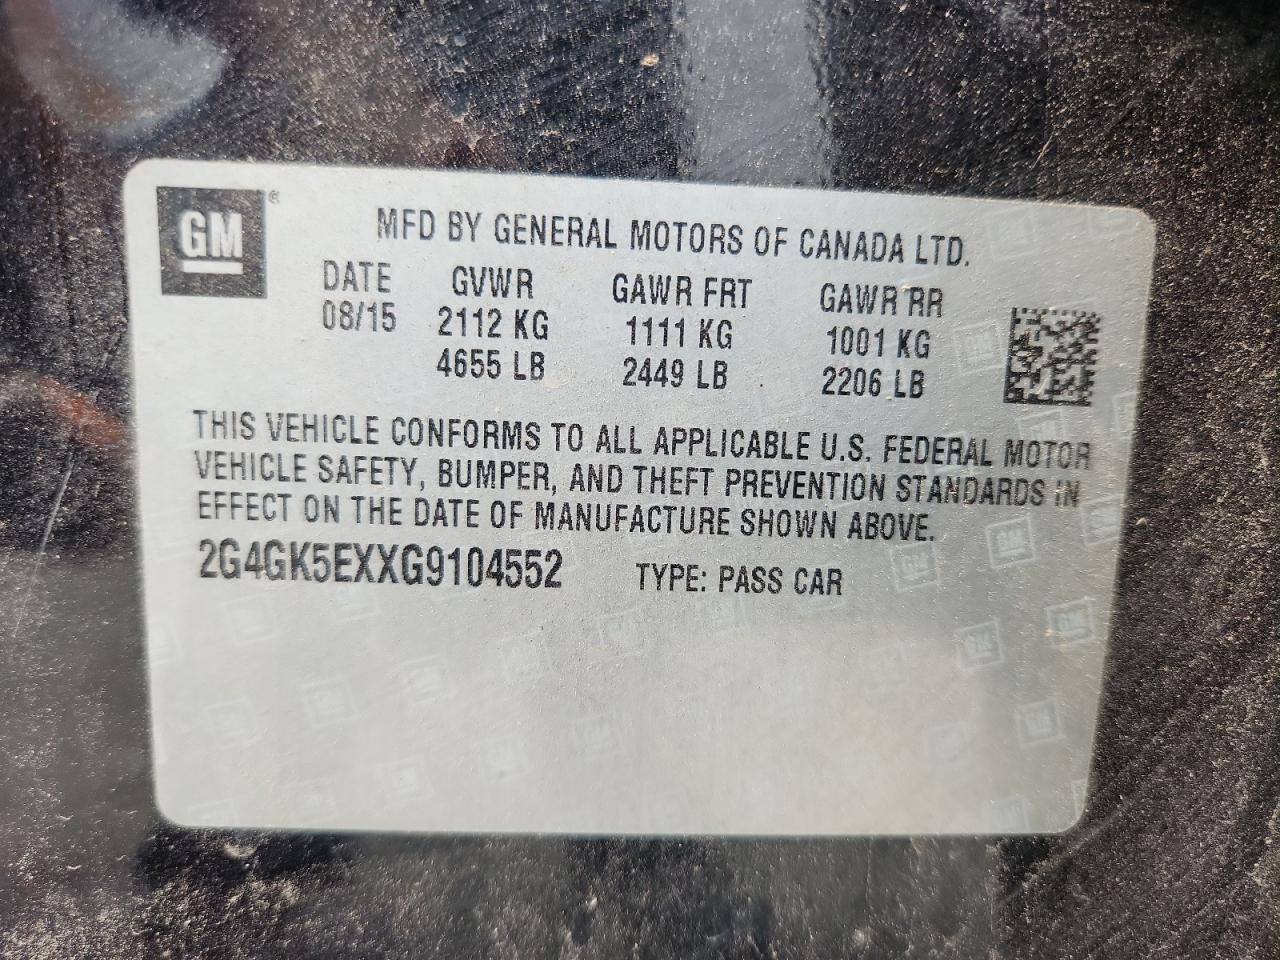 GM®
MFD BY GENERAL MOTORS OF CANADA LTD.
DATE GVWR GAWR FRT GAWR RR
08/15 2112 KG 1111 KG 1001 KG
4655 LB 2449 LB 2206 LB
THIS VEHICLE CONFORMS TO ALL APPLICABLE U.S. FEDERAL MOTOR
VEHICLE SAFETY, BUMPER, AND THEFT PREVENTION STANDARDS IN
EFFECT ON THE DATE OF MANUFACTURE SHOWN ABOVE.
2G4GK5EXXG9104552 TYPE: PASS CAR